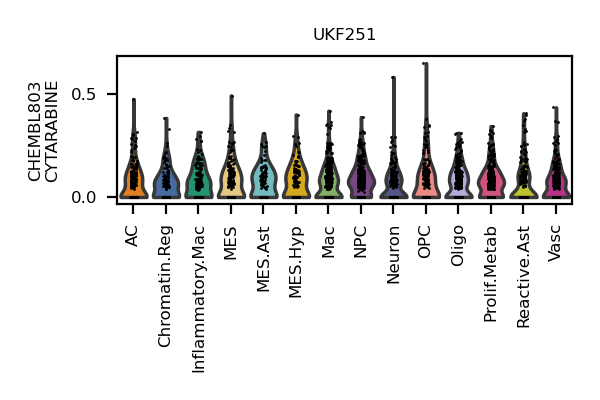 UKF251
CHEMBL803
CYTARABINE
0.5
0.0
AC
Chromatin.Reg
Inflammatory.Mac
MES
MES.Ast
MES.Hyp
Mac
NPC
Neuron
OPC
Oligo
Prolif.Metab
Reactive.Ast
Vasc